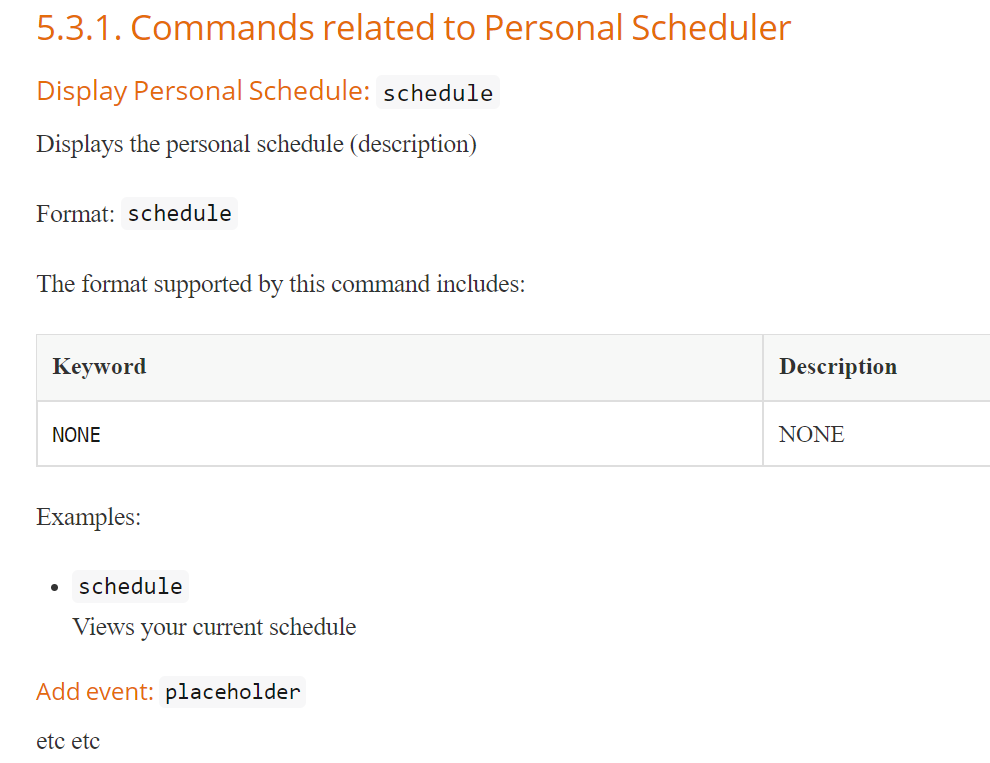 5.3.1. Commands related to Personal Scheduler
Display Personal Schedule: schedule
Displays the personal schedule (description)
Format: schedule
The format supported by this command includes:
Keyword Description
NONE NONE
Examples:
• schedule
Views your current schedule
Add event: placeholder
etc etc